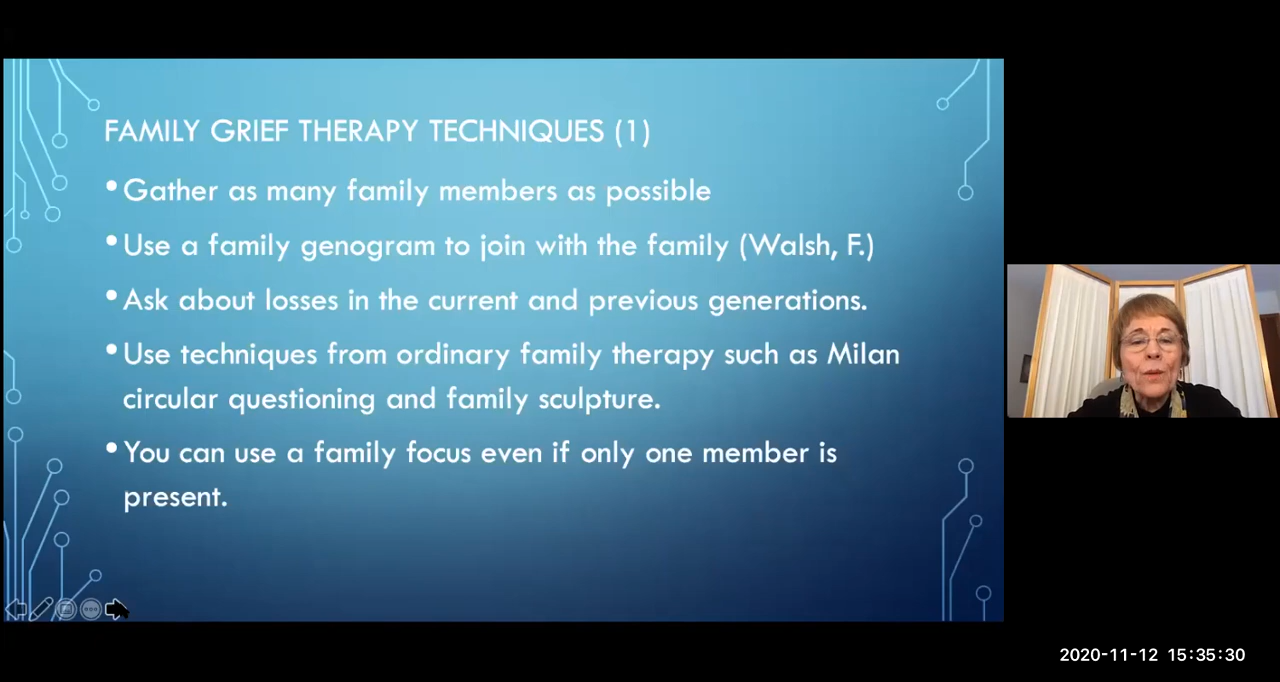 FAMILY GRIEF THERAPY TECHNIQUES (1)
•Gather as many family members as possible
•Use a family genogram to join with the family (Walsh, F.)
•Ask about losses in the current and previous generations.
•Use techniques from ordinary family therapy such as Milan
circular questioning and family sculpture.
•You can use a family focus even if only one member is
present.
2020-11-12 15:35:30